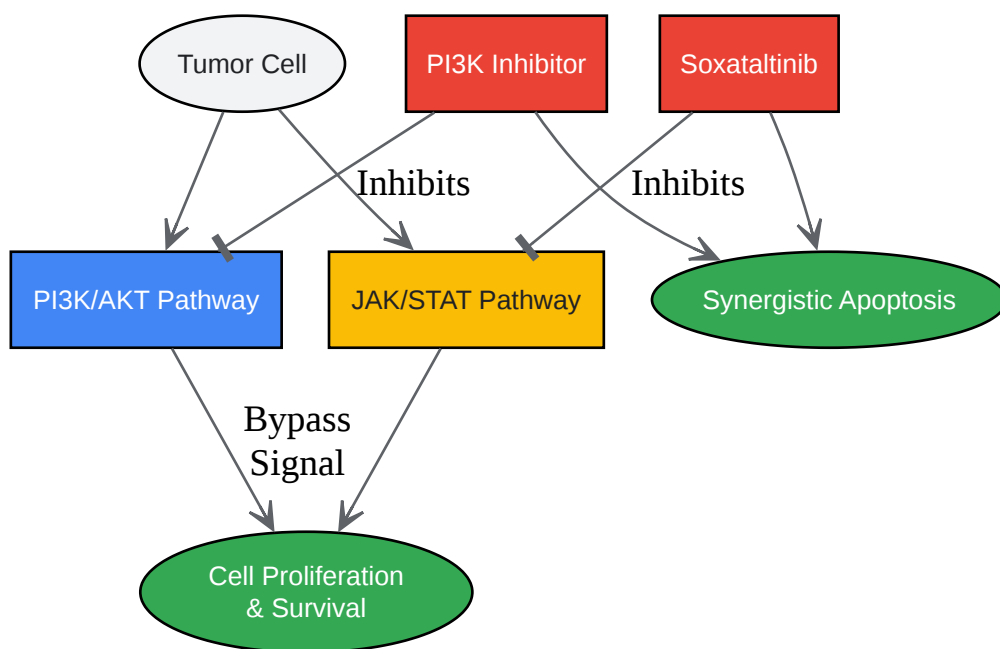 Tumor Cell
PI3K Inhibitor
Soxataltinib
Inhibits
Inhibits
PI3K/AKT Pathway
JAK/STAT Pathway
Synergistic Apoptosis
Bypass
Signal
Cell Proliferation
& Survival